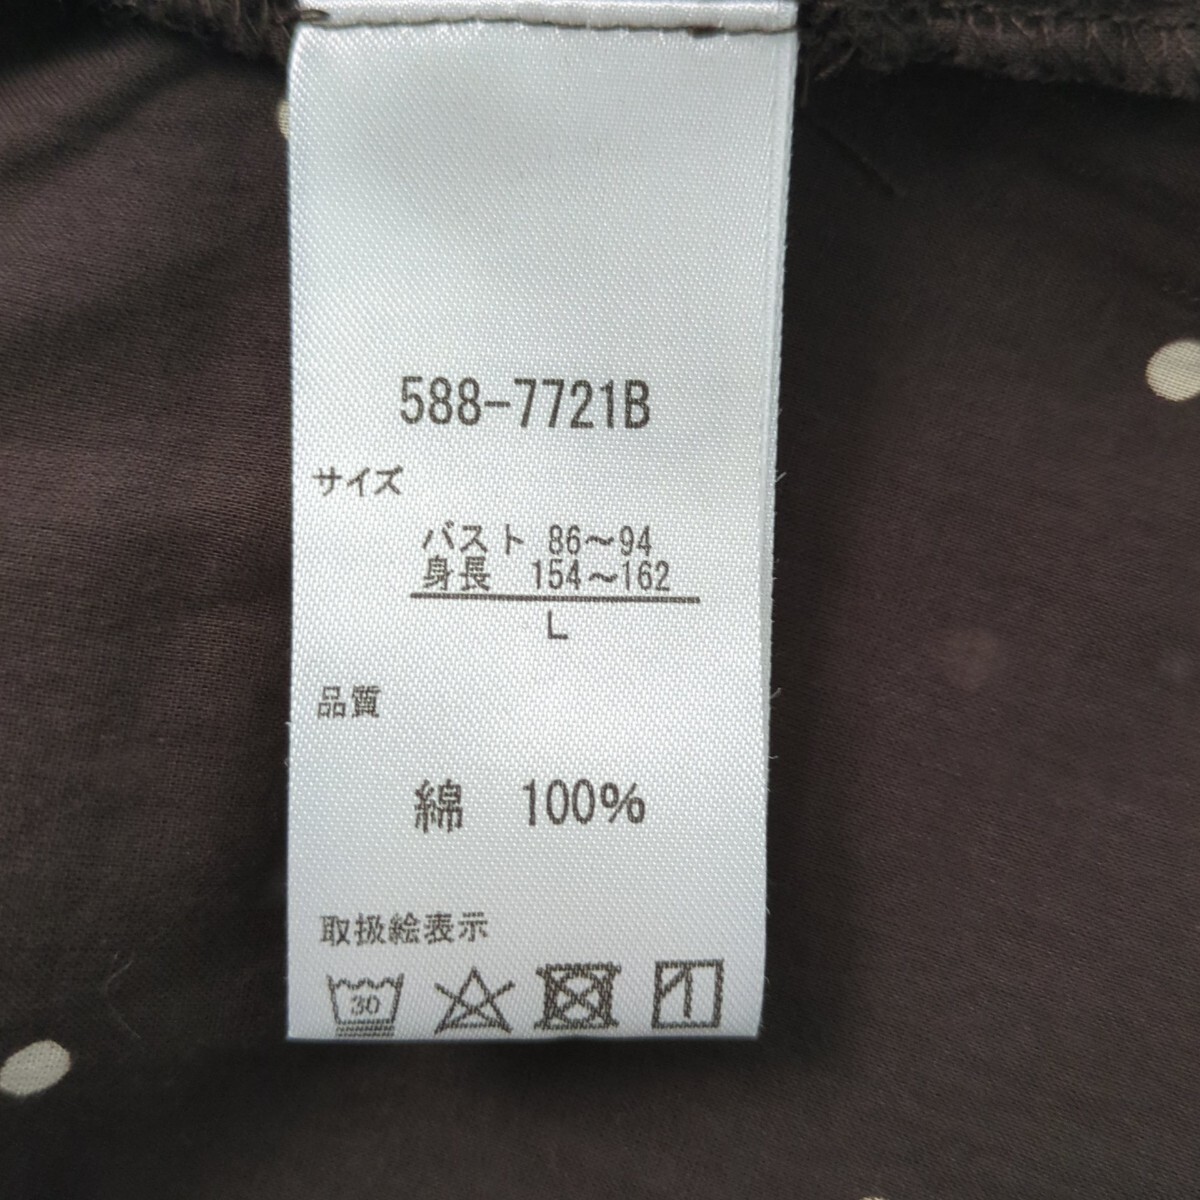 588-7721B
サイズ
バスト 86～94
身長 154～162
L
品質
綿 100%
取扱絵表示
30